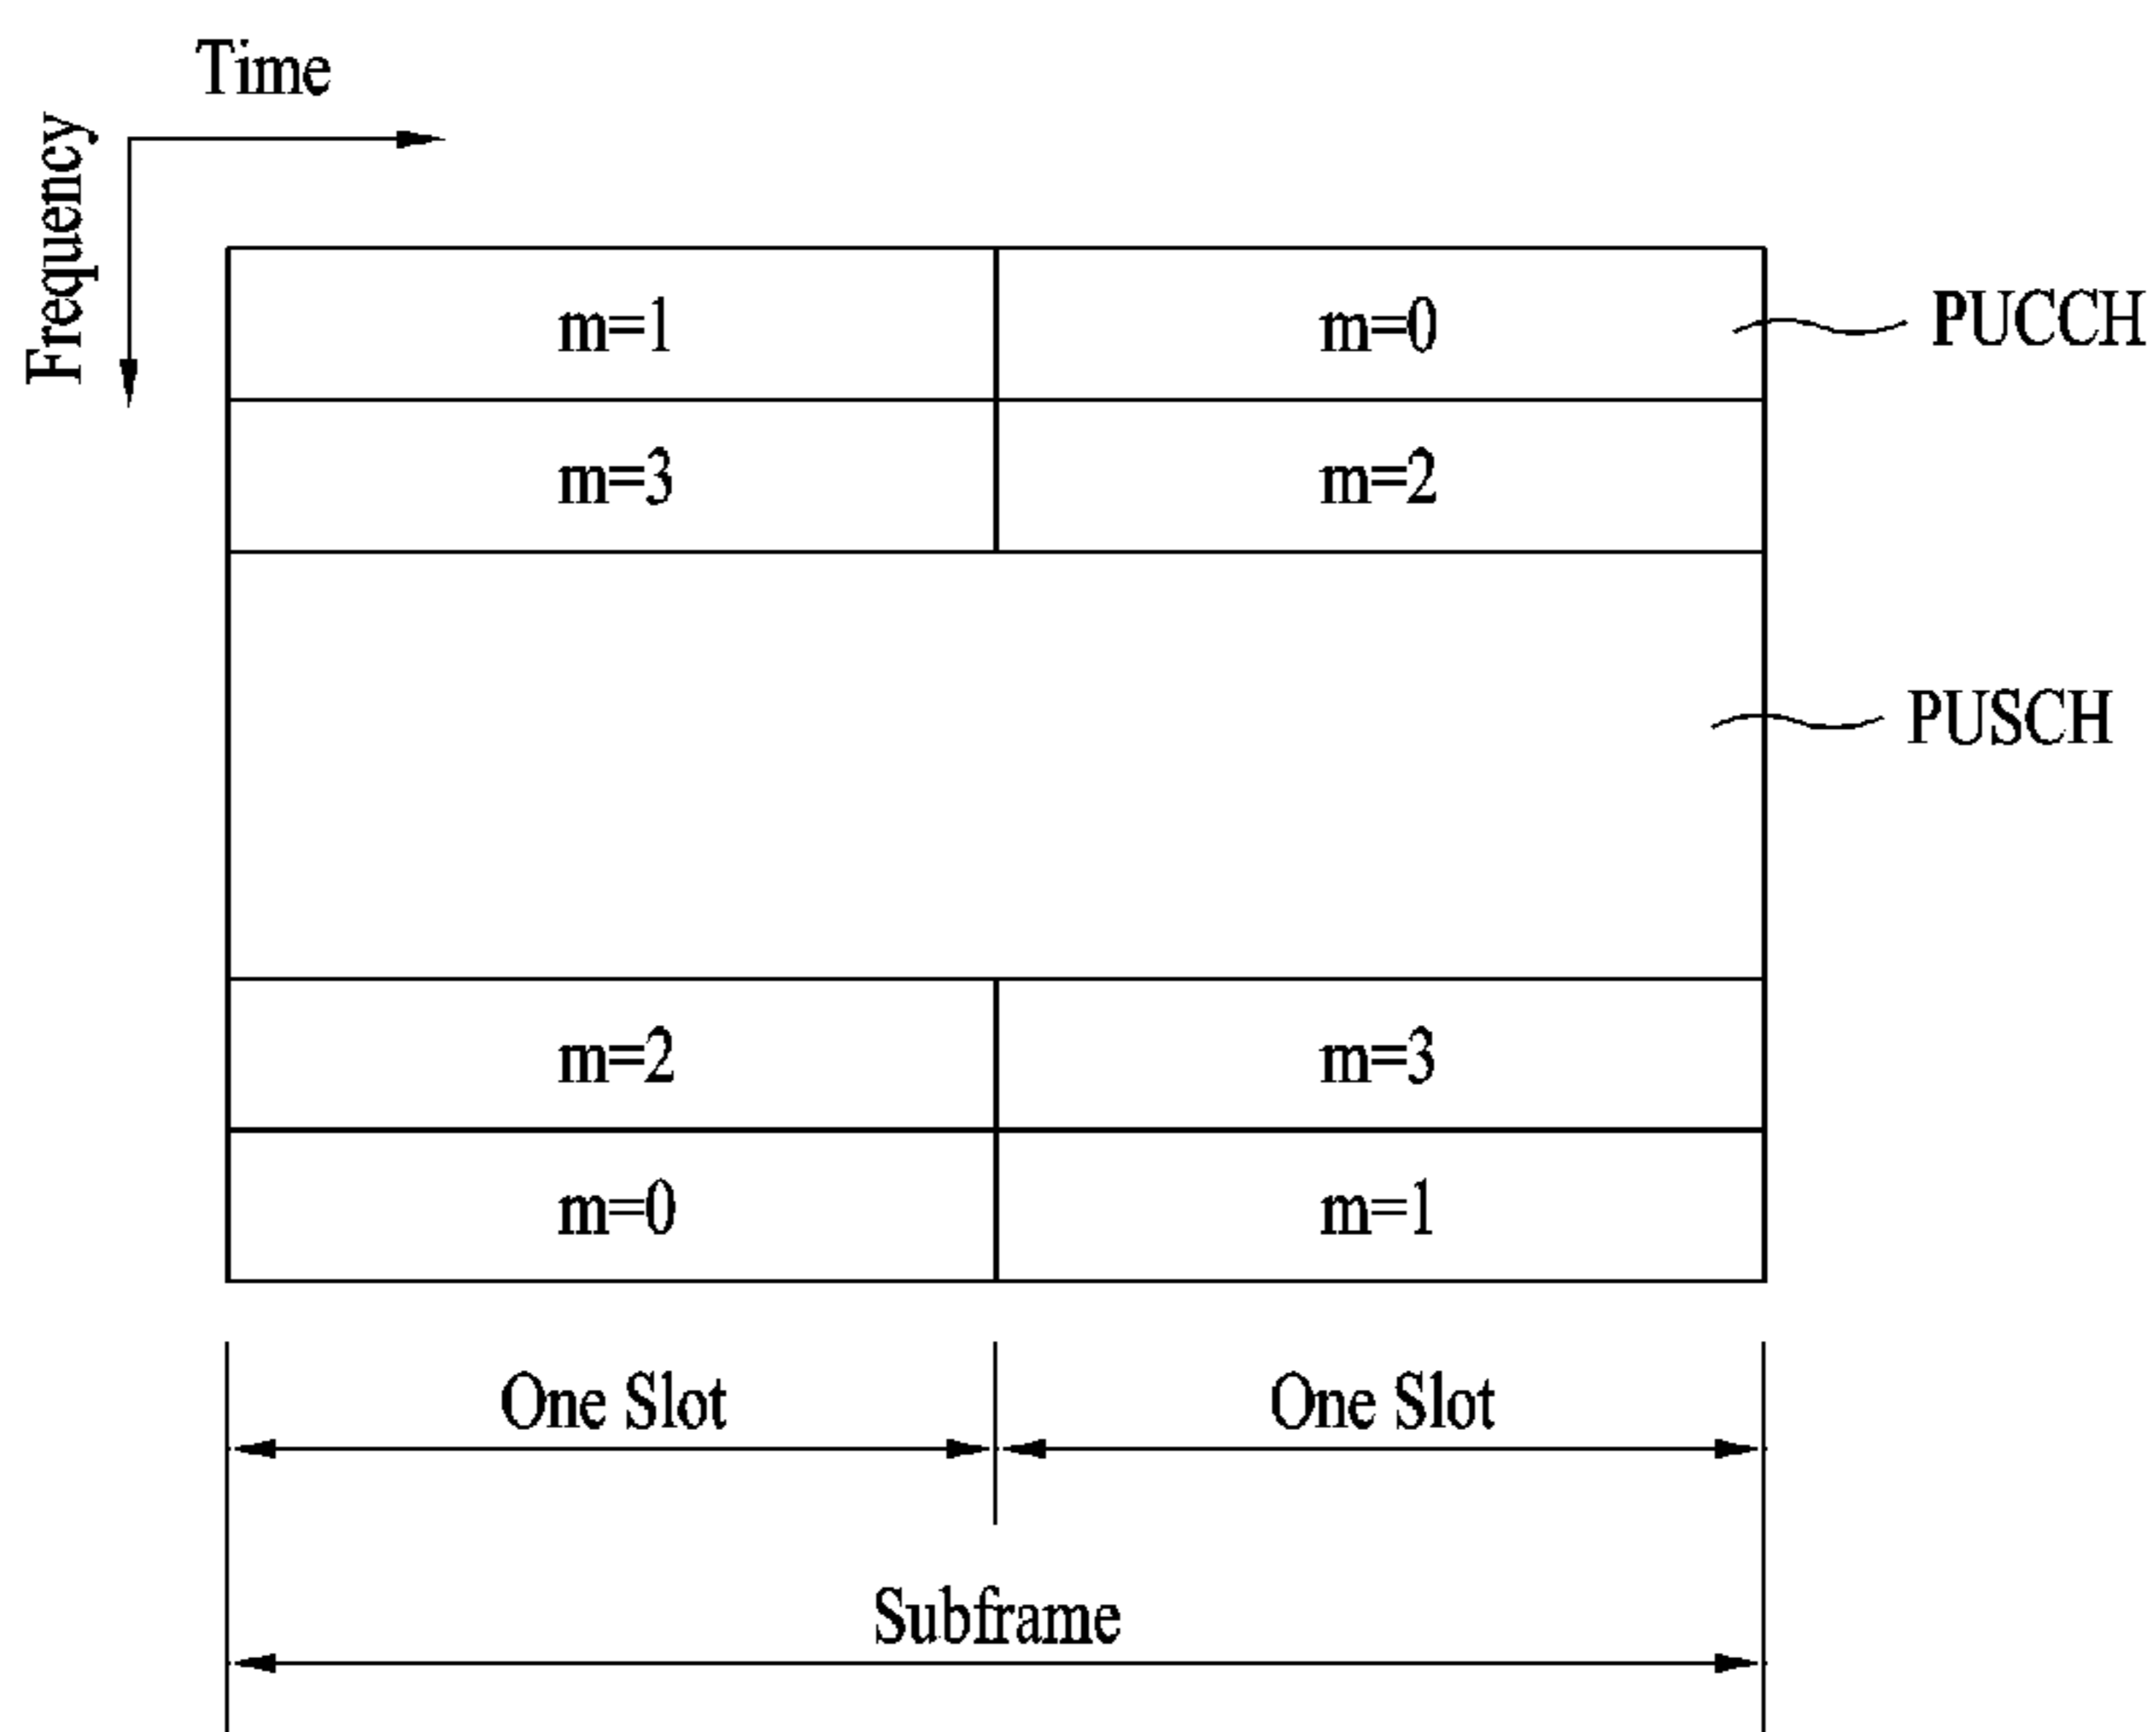 Time
Frequency
m=1 m=0 PUCCH
m=3 m=2
PUSCH
m=2 m=3
m=0 m=1
One Slot One Slot
Subframe